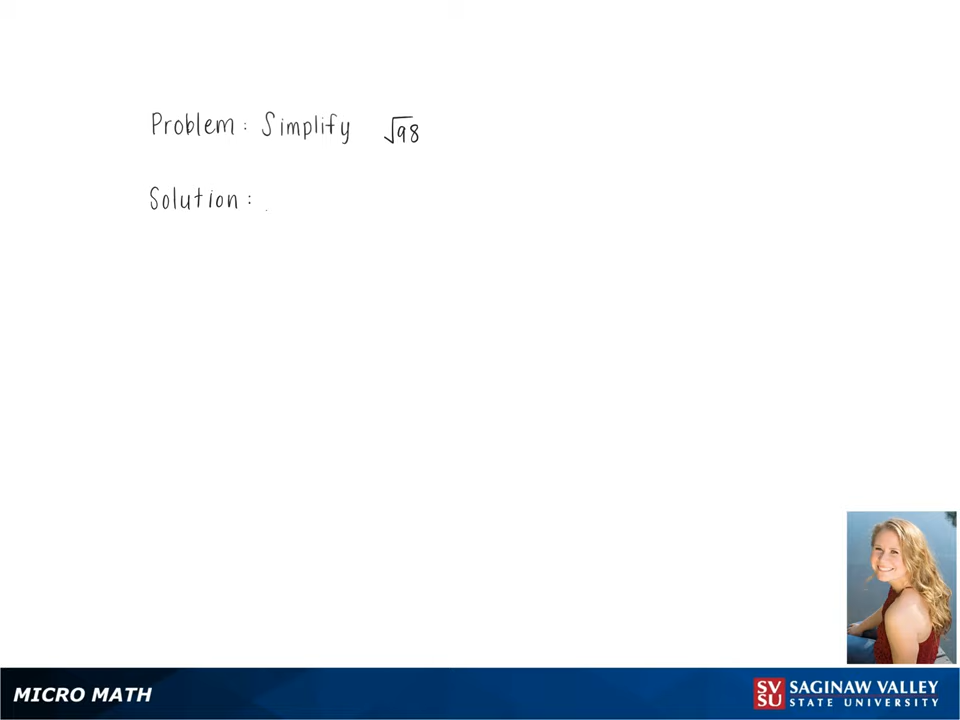 Problem: Simplify √98
Solution:
MICRO MATH
SV
SU
SAGINAW VALLEY
STATE UNIVERSITY